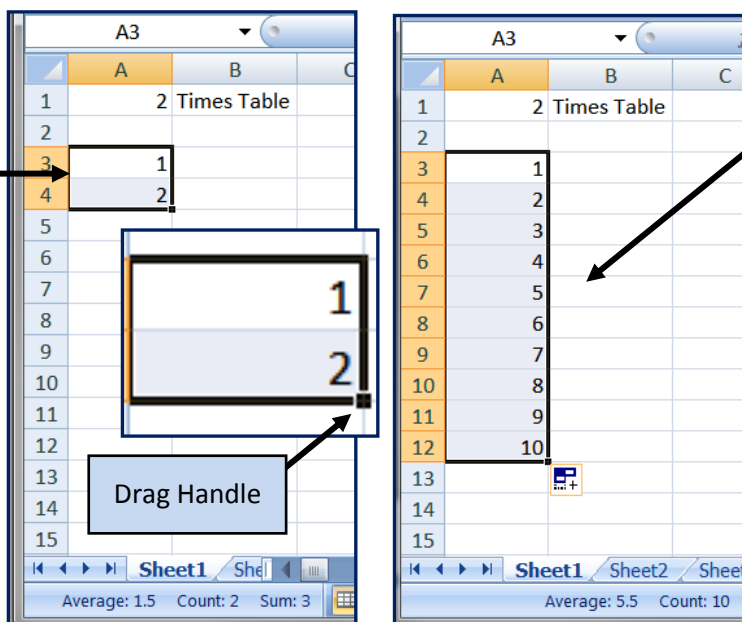 A3
A B C
1 2 Times Table
2
3 1
4 2
5
6
7
8
9
10
11
12
13
14
15
1
2
Drag Handle
Sheet1 She
Average: 1.5 Count: 2 Sum: 3
A3
A B C
1 2 Times Table
2
3 1
4 2
5 3
6 4
7 5
8 6
9 7
10 8
11 9
12 10
13
14
15
Sheet1 Sheet2 Sheet
Average: 5.5 Count: 10